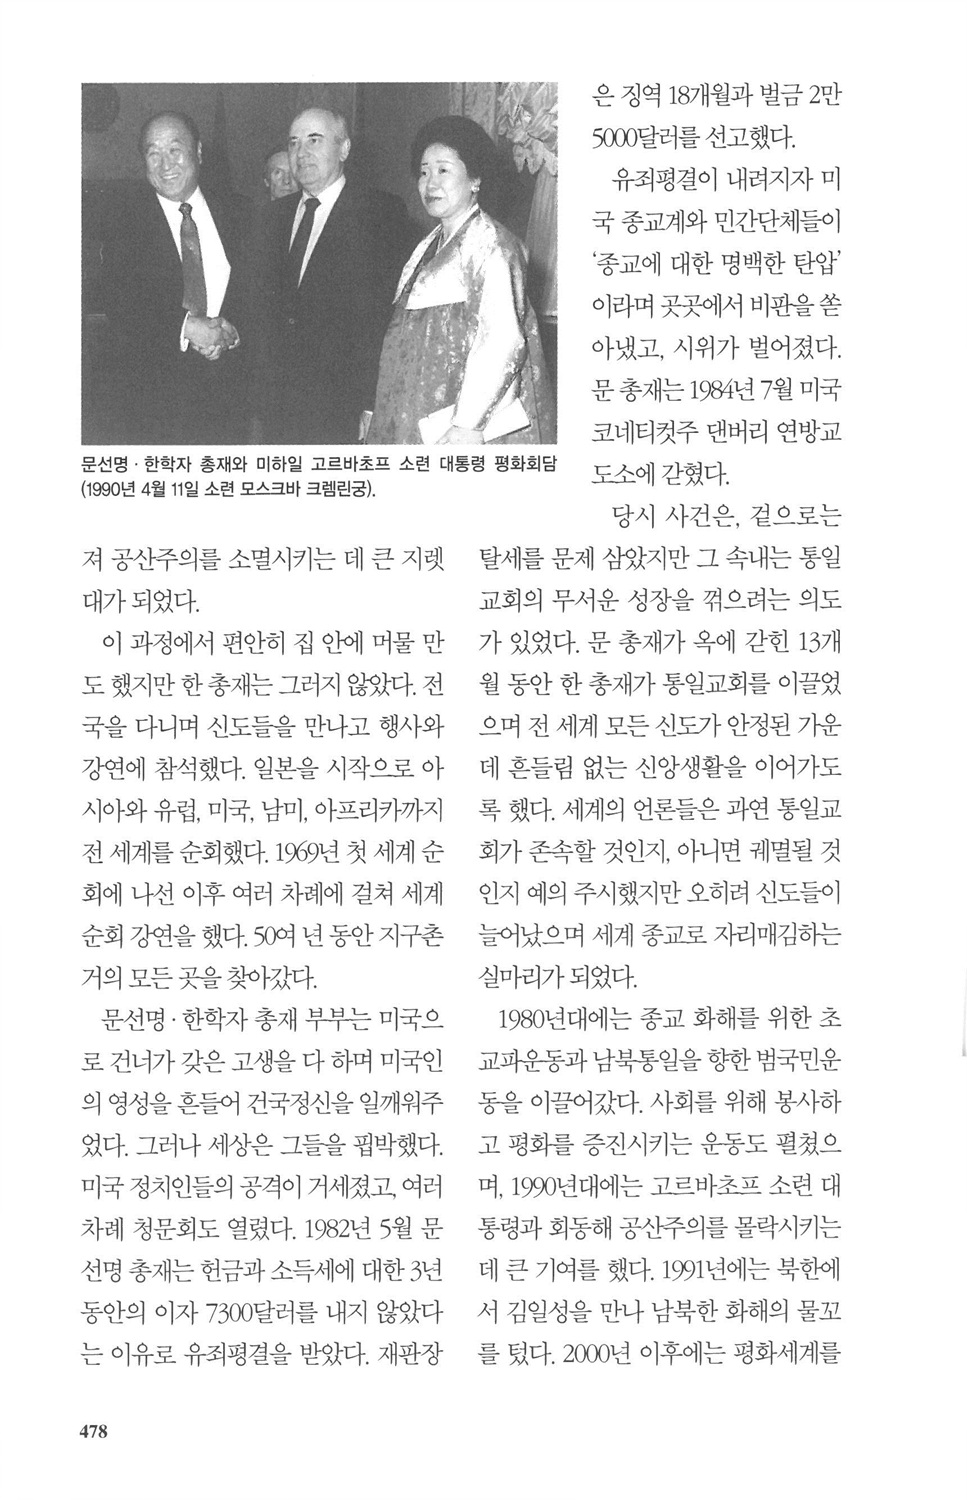 문선명·한학자 총재와 미하일 고르바초프 소련 대통령 평화회담
(1990년 4월 11일 소련 모스크바 크렘린궁).
져 공산주의를 소멸시키는 데 큰 지렛
대가 되었다.
이 과정에서 편안히 집 안에 머물 만
도 했지만 한 총재는 그러지 않았다. 전
국을 다니며 신도들을 만나고 행사와
강연에 참석했다. 일본을 시작으로 아
시아와 유럽, 미국, 남미, 아프리카까지
전 세계를 순회했다. 1969년 첫 세계 순
회에 나선 이후 여러 차례에 걸쳐 세계
순회 강연을 했다. 50여 년 동안 지구촌
거의 모든 곳을 찾아갔다.
문선명·한학자 총재 부부는 미국으
로 건너가 갖은 고생을 다 하며 미국인
의 영성을 흔들어 건국정신을 일깨워주
었다. 그러나 세상은 그들을 핍박했다.
미국 정치인들의 공격이 거세졌고, 여러
차례 청문회도 열렸다. 1982년 5월 문
선명 총재는 헌금과 소득세에 대한 3년
동안의 이자 7300달러를 내지 않았다
는 이유로 유죄평결을 받았다. 재판장
은 징역 18개월과 벌금 2만
5000달러를 선고했다.
유죄평결이 내려지자 미
국 종교계와 민간단체들이
‘종교에 대한 명백한 탄압’
이라며 곳곳에서 비판을 쏟
아냈고, 시위가 벌어졌다.
문 총재는 1984년 7월 미국
코네티컷주 댄버리 연방교
도소에 갇혔다.
당시 사건은, 겉으로는
탈세를 문제 삼았지만 그 속내는 통일
교회의 무서운 성장을 꺾으려는 의도
가 있었다. 문 총재가 옥에 갇힌 13개
월 동안 한 총재가 통일교회를 이끌었
으며 전 세계 모든 신도가 안정된 가운
데 흔들림 없는 신앙생활을 이어가도
록 했다. 세계의 언론들은 과연 통일교
회가 존속할 것인지, 아니면 궤멸될 것
인지 예의 주시했지만 오히려 신도들이
늘어났으며 세계 종교로 자리매김하는
실마리가 되었다.
1980년대에는 종교 화해를 위한 초
교파운동과 남북통일을 향한 범국민운
동을 이끌어갔다. 사회를 위해 봉사하
고 평화를 증진시키는 운동도 펼쳤으
며, 1990년대에는 고르바초프 소련 대
통령과 회동해 공산주의를 몰락시키는
데 큰 기여를 했다. 1991년에는 북한에
서 김일성을 만나 남북한 화해의 물꼬
를 텄다. 2000년 이후에는 평화세계를
478